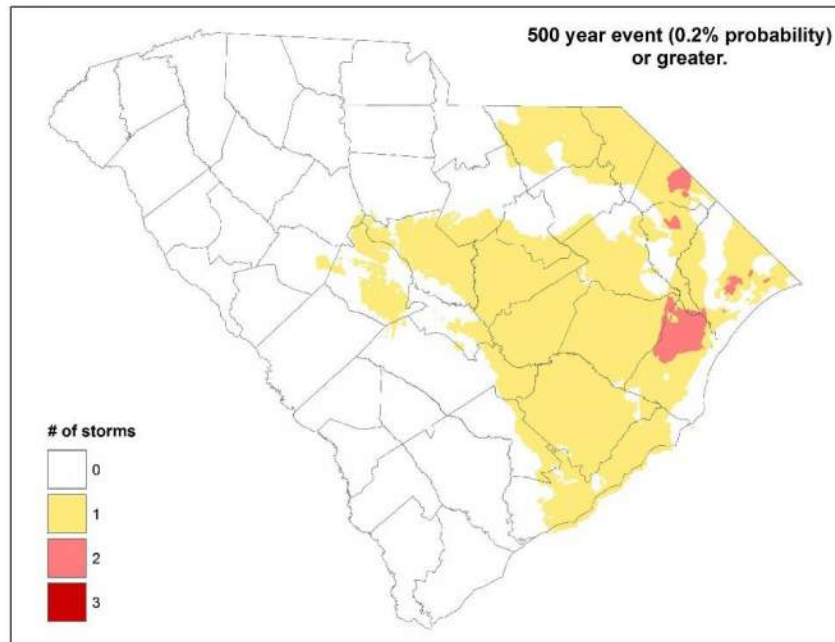 500 year event (0.2% probability)
or greater.
# of storms
0
1
2
3